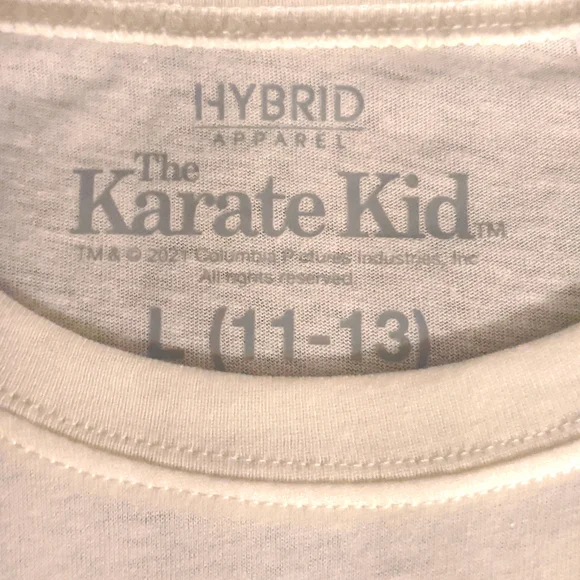 HYBRID
APPAREL
The
Karate Kid™
TM & © 2021 Columbia Pictures Industries, Inc
All rights reserved
L (11-13)